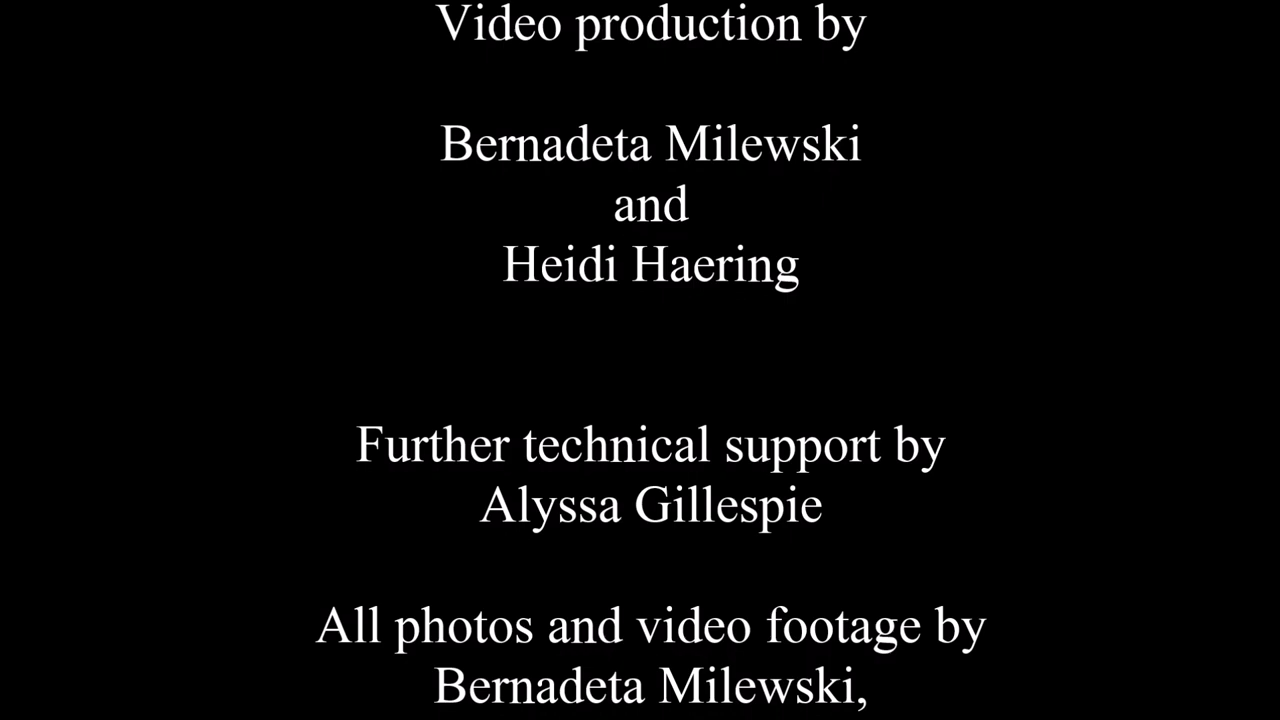 Video production by
Bernadeta Milewski
and
Heidi Haering
Further technical support by
Alyssa Gillespie
All photos and video footage by
Bernadeta Milewski,